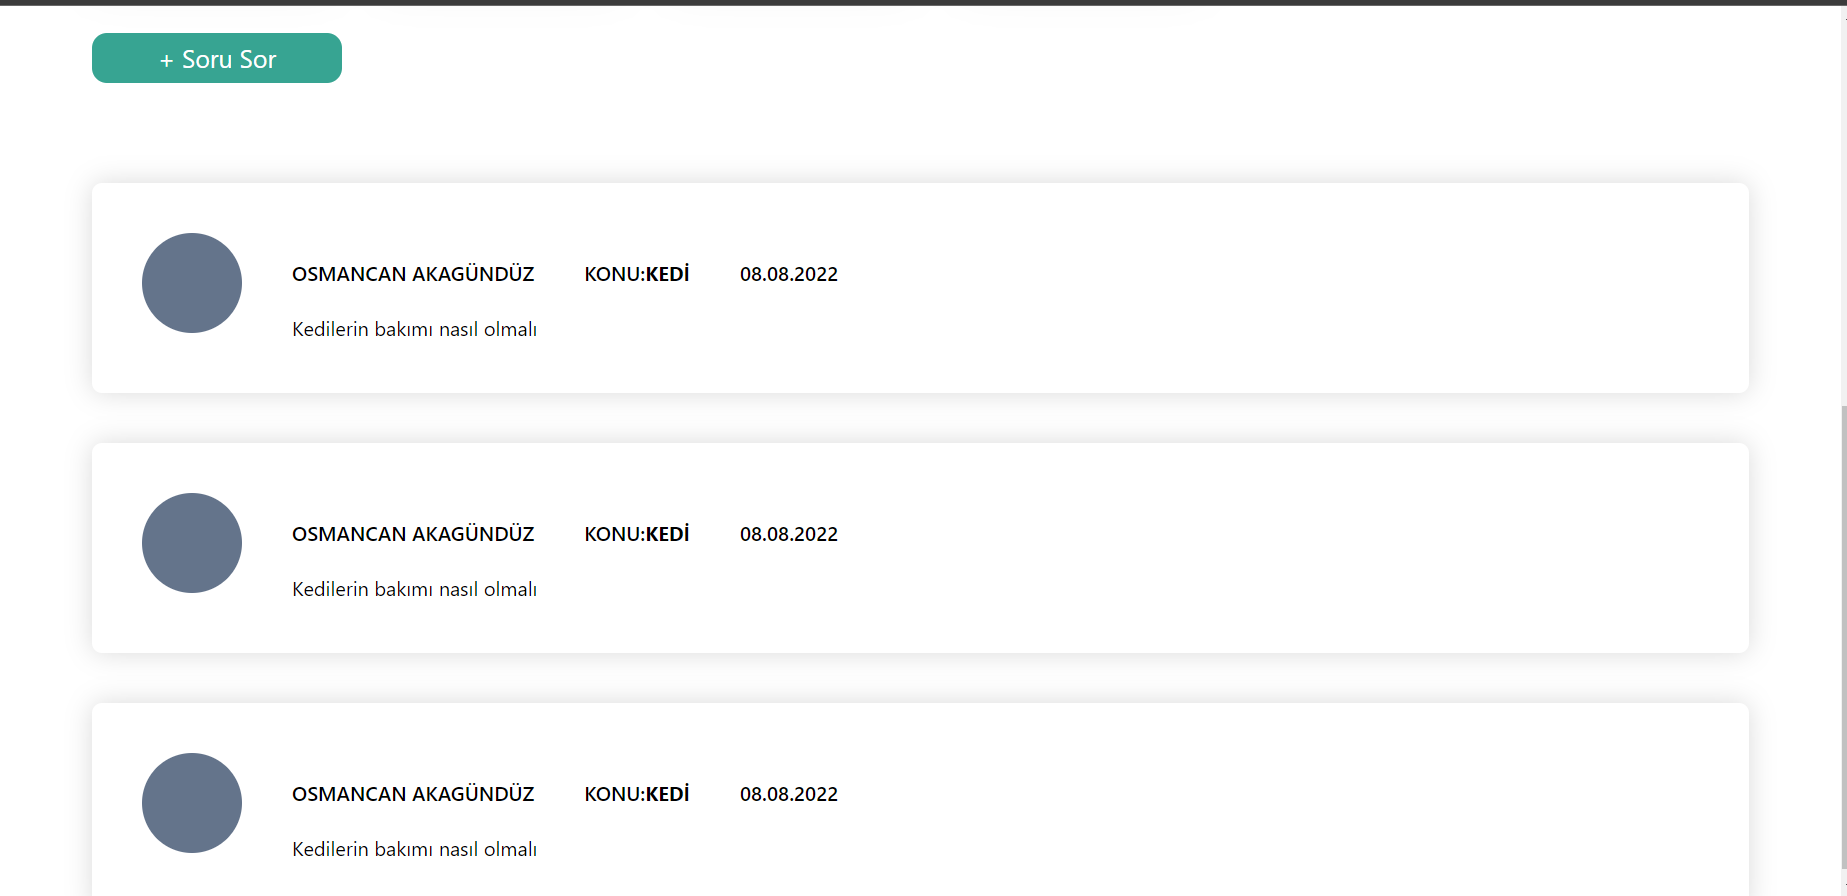 + Soru Sor
OSMANCAN AKAGÜNDÜZ KONU:KEDİ 08.08.2022
Kedilerin bakımı nasıl olmalı
OSMANCAN AKAGÜNDÜZ KONU:KEDİ 08.08.2022
Kedilerin bakımı nasıl olmalı
OSMANCAN AKAGÜNDÜZ KONU:KEDİ 08.08.2022
Kedilerin bakımı nasıl olmalı